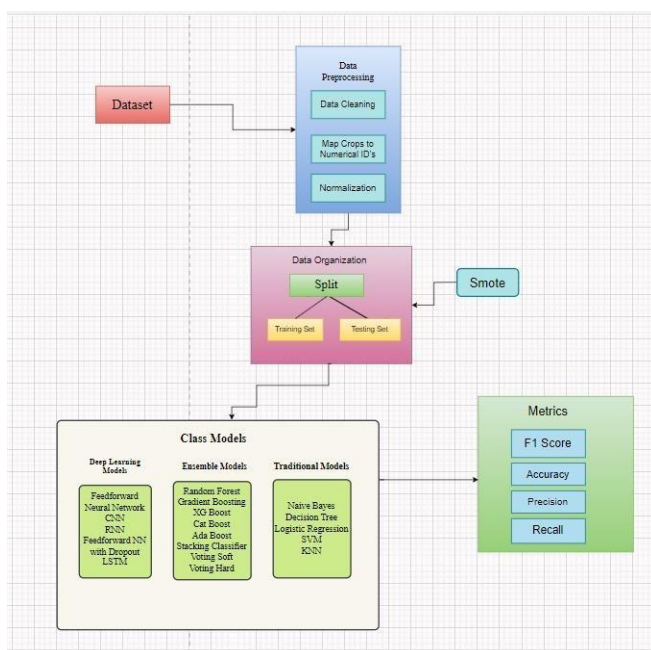 Dataset
Data
Preprocessing
Data Cleaning
Map Crops to
Numerical ID's
Normalization
Data Organization
Split
Training Set
Testing Set
Smote
Class Models
Deep Learning
Models
Feedforward
Neural Network
CNN
RNN
Feedforward NN
with Dropout
LSTM
Ensemble Models
Random Forest
Gradient Boosting
XG Boost
Cat Boost
Ada Boost
Stacking Classifier
Voting Soft
Voting Hard
Traditional Models
Naive Bayes
Decision Tree
Logistic Regression
SVM
KNN
Metrics
F1 Score
Accuracy
Precision
Recall